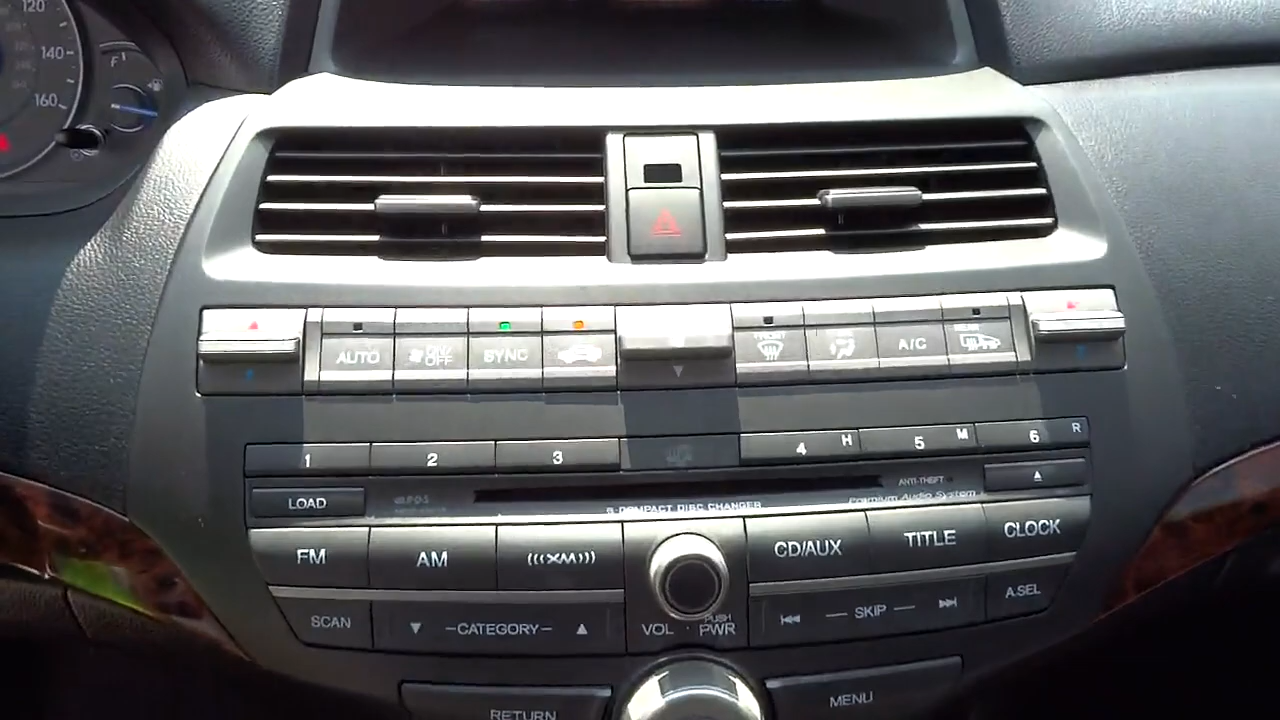 120
140
160
F
AUTO
OFF
SYNC
A/C
REAR
1
2
3
4 H
5 M
6 R
LOAD
ANTI-THEFT
6-COMPACT DISC CHANGER
Premium Audio System
FM
AM
(((XM)))
CD/AUX
TITLE
CLOCK
SCAN
CATEGORY
VOL · PUSH PWR
SKIP
A.SEL
RETURN
MENU